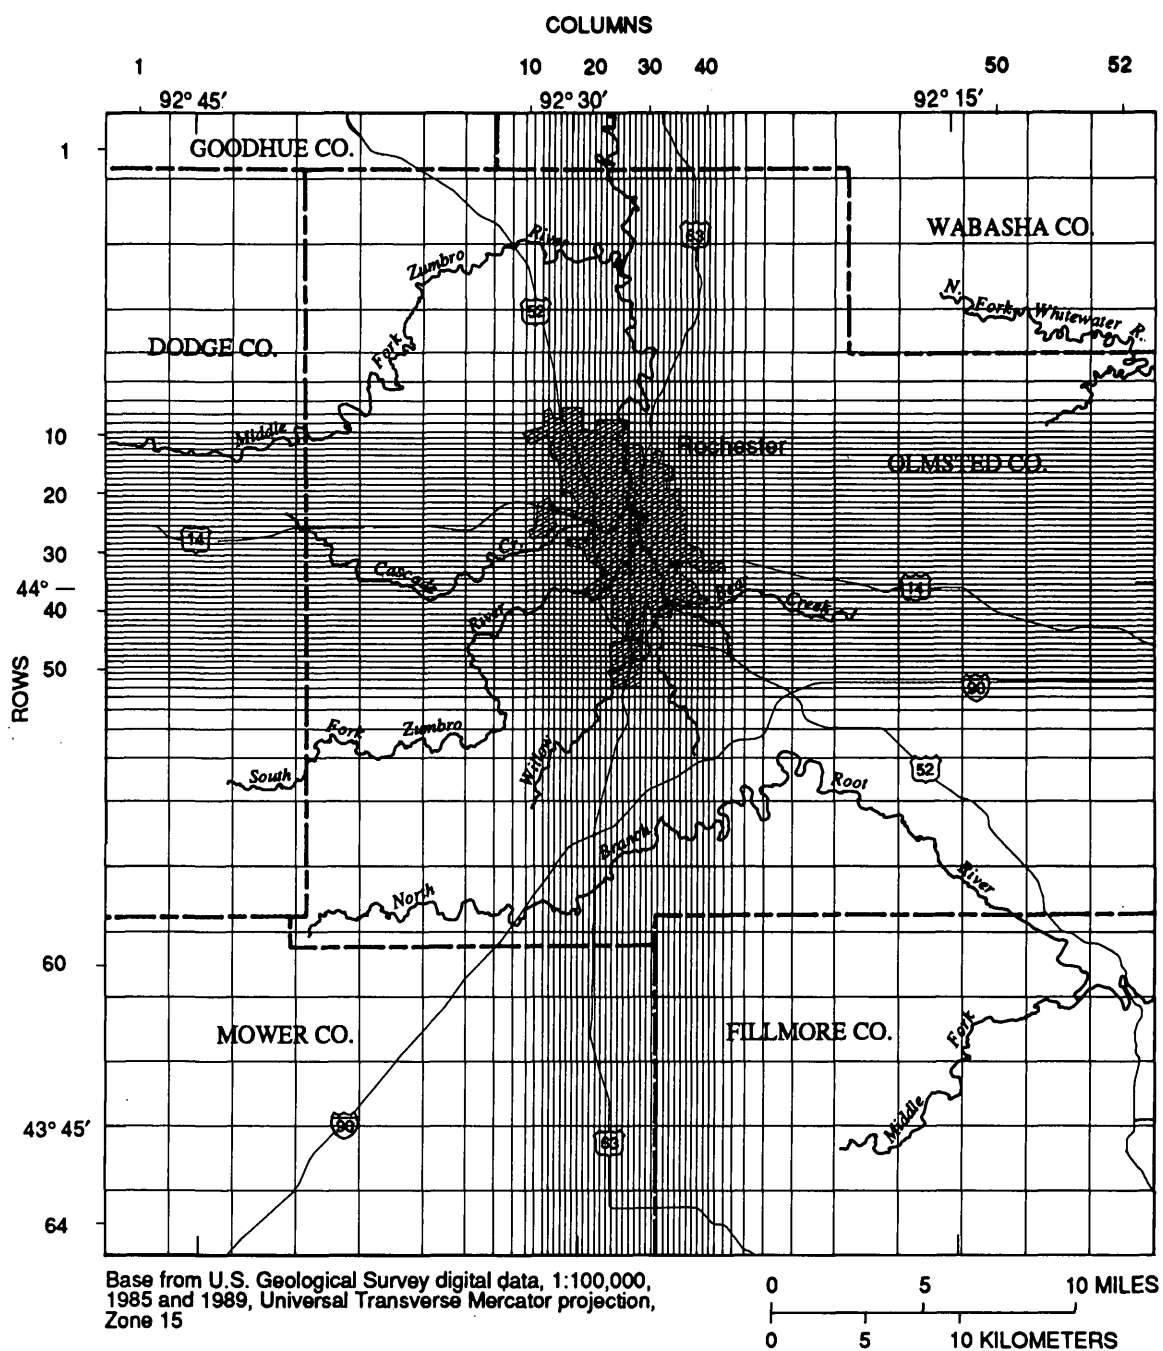 COLUMNS
1 10 20 30 40 50 52
92° 45′ 92° 30′ 92° 15′
GOODHUE CO.
1
WABASHA CO.
River
63
Zumbro
N. Fork Whitewater R.
52
DODGE CO.
Fork
Middle
10
Rochester
OLMSTED CO.
20
14
30
Cascade Cr.
44°
14
Bear Creek
40
River
50
ROWS
90
Fork Zumbro
South
Willow
52
Root
Branch
River
North
60
MOWER CO.
FILLMORE CO.
Fork
Middle
43° 45′
90
63
64
Base from U.S. Geological Survey digital data, 1:100,000,
1985 and 1989, Universal Transverse Mercator projection,
Zone 15
0 5 10 MILES
0 5 10 KILOMETERS